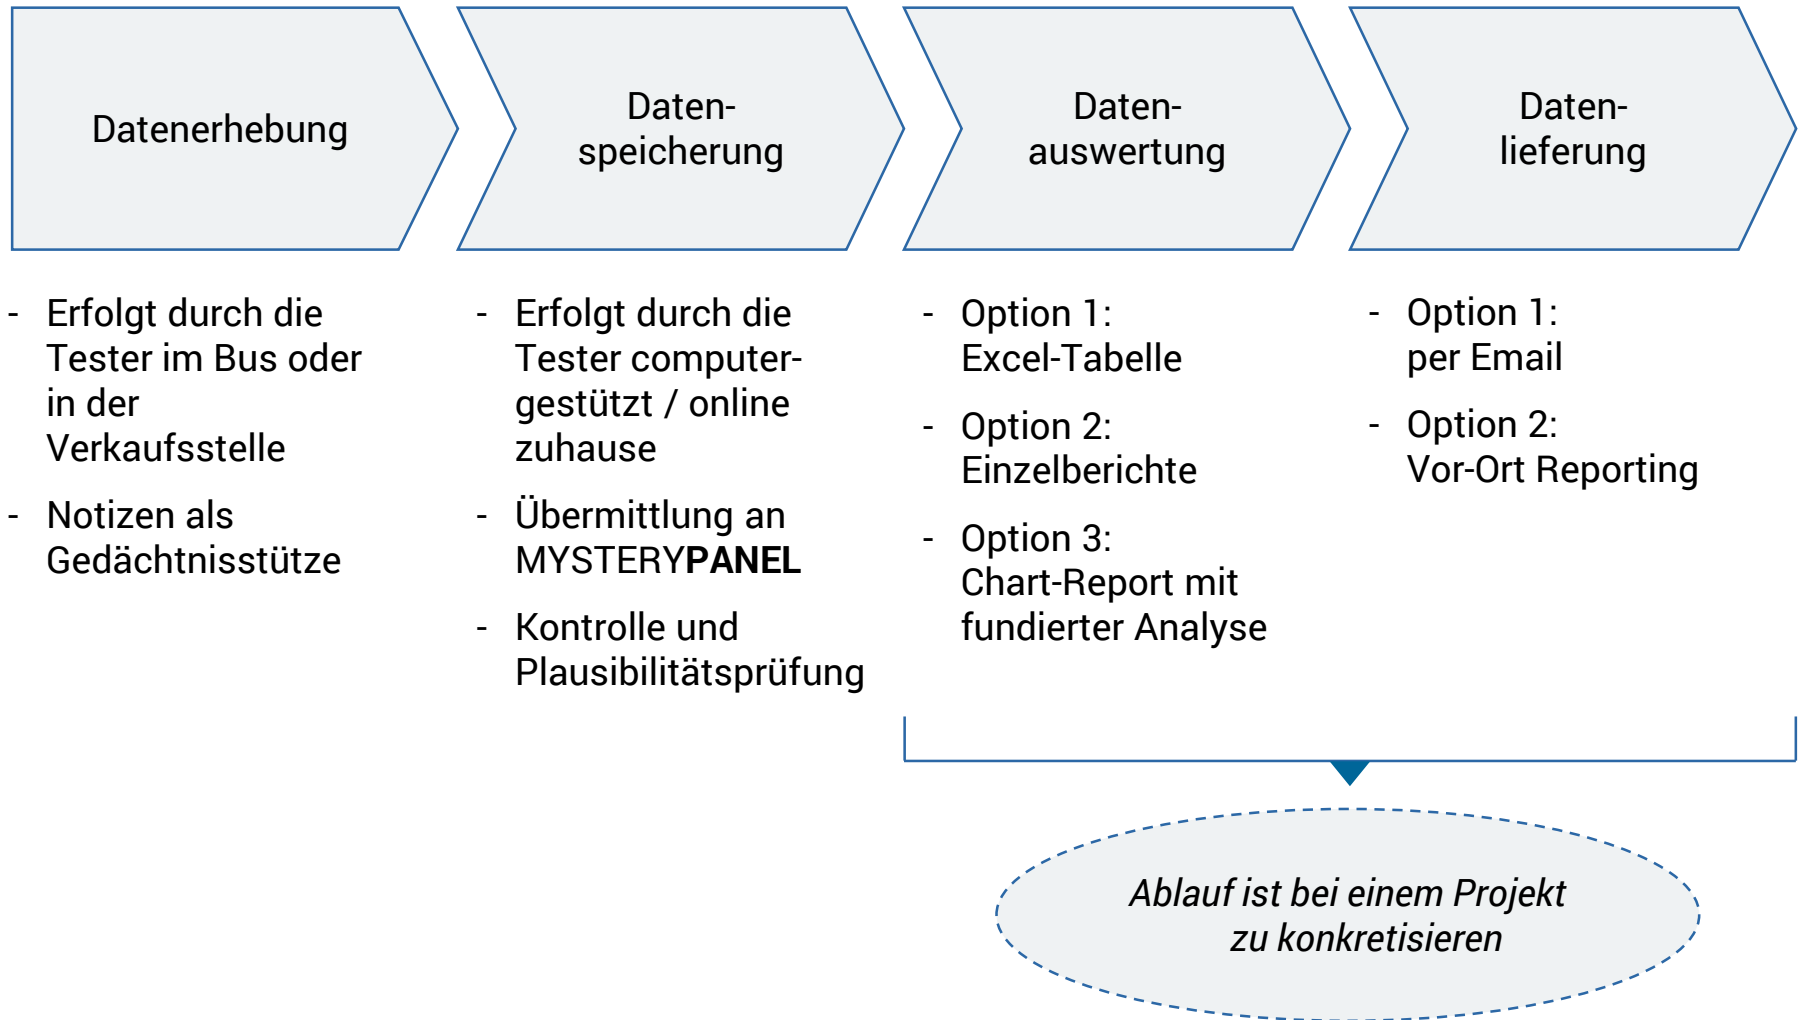 Datenerhebung
Daten-
speicherung
Daten-
auswertung
Daten-
lieferung
- Erfolgt durch die
Tester im Bus oder
in der
Verkaufsstelle
- Notizen als
Gedächtnisstütze
- Erfolgt durch die
Tester computer-
gestützt / online
zuhause
- Übermittlung an
MYSTERYPANEL
- Kontrolle und
Plausibilitätsprüfung
- Option 1:
Excel-Tabelle
- Option 2:
Einzelberichte
- Option 3:
Chart-Report mit
fundierter Analyse
- Option 1:
per Email
- Option 2:
Vor-Ort Reporting
Ablauf ist bei einem Projekt
zu konkretisieren